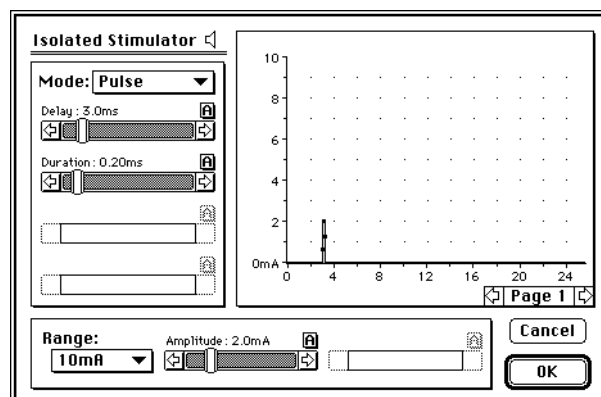 Isolated Stimulator
Mode: Pulse
Delay : 3.0ms
A
Duration : 0.20ms
A
A
A
10
8
6
4
2
0mA
0 4 8 12 16 20 24
Page 1
Range:
10mA
Amplitude : 2.0mA
A
A
Cancel
OK